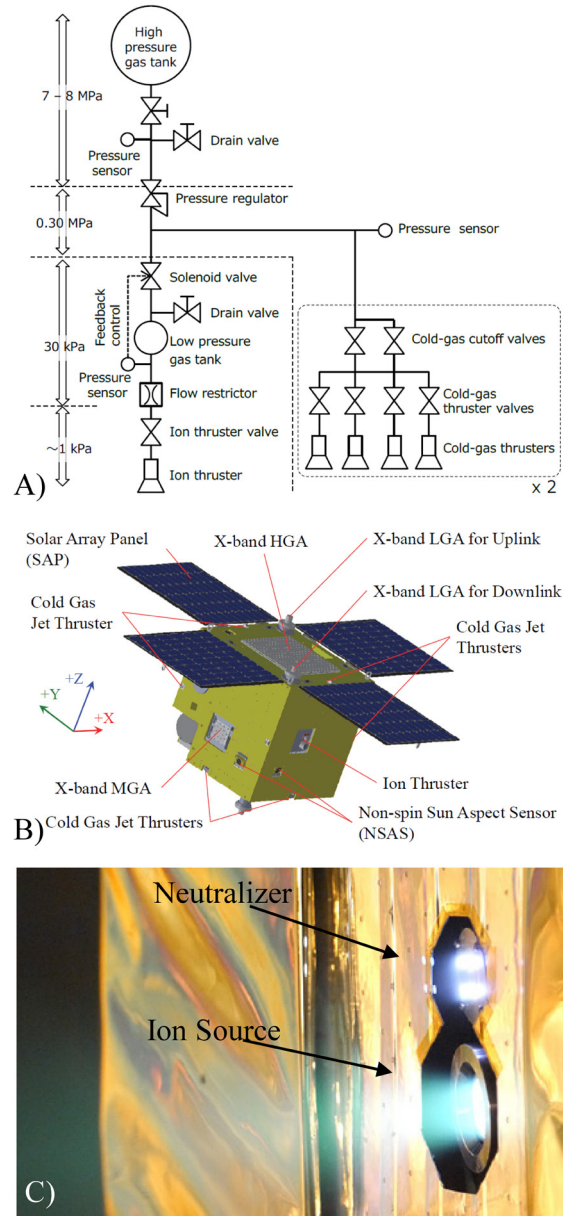 High
pressure
gas tank
7 – 8 MPa
Drain valve
Pressure
sensor
Pressure regulator
0.30 MPa
Pressure sensor
Solenoid valve
Feedback
control
Drain valve
30 kPa
Low pressure
gas tank
Cold-gas cutoff valves
Pressure
sensor
Flow restrictor
Cold-gas
thruster valves
~1 kPa
Ion thruster valve
Cold-gas thrusters
Ion thruster
A)
x 2
Solar Array Panel
(SAP)
X-band HGA
X-band LGA for Uplink
X-band LGA for Downlink
Cold Gas
Jet Thruster
Cold Gas Jet
Thrusters
+Z
+Y
+X
X-band MGA
Ion Thruster
Cold Gas Jet Thrusters
Non-spin Sun Aspect Sensor
(NSAS)
B)
Neutralizer
Ion Source
C)